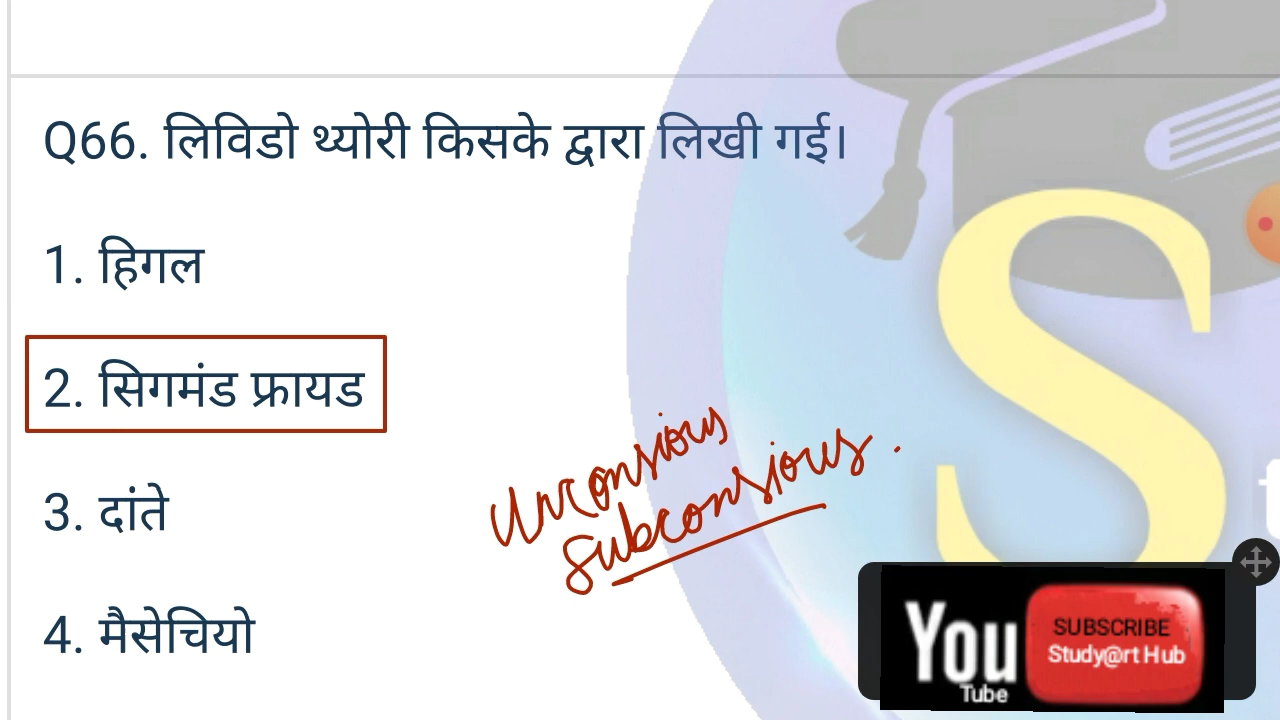 Q66. लिविडो थ्योरी किसके द्वारा लिखी गई।
1. हिगल
2. सिगमंड फ्रायड
Unconsious
Subconsious.
3. दांते
4. मैसेचियो
S
You
Tube
SUBSCRIBE
Study@rt Hub